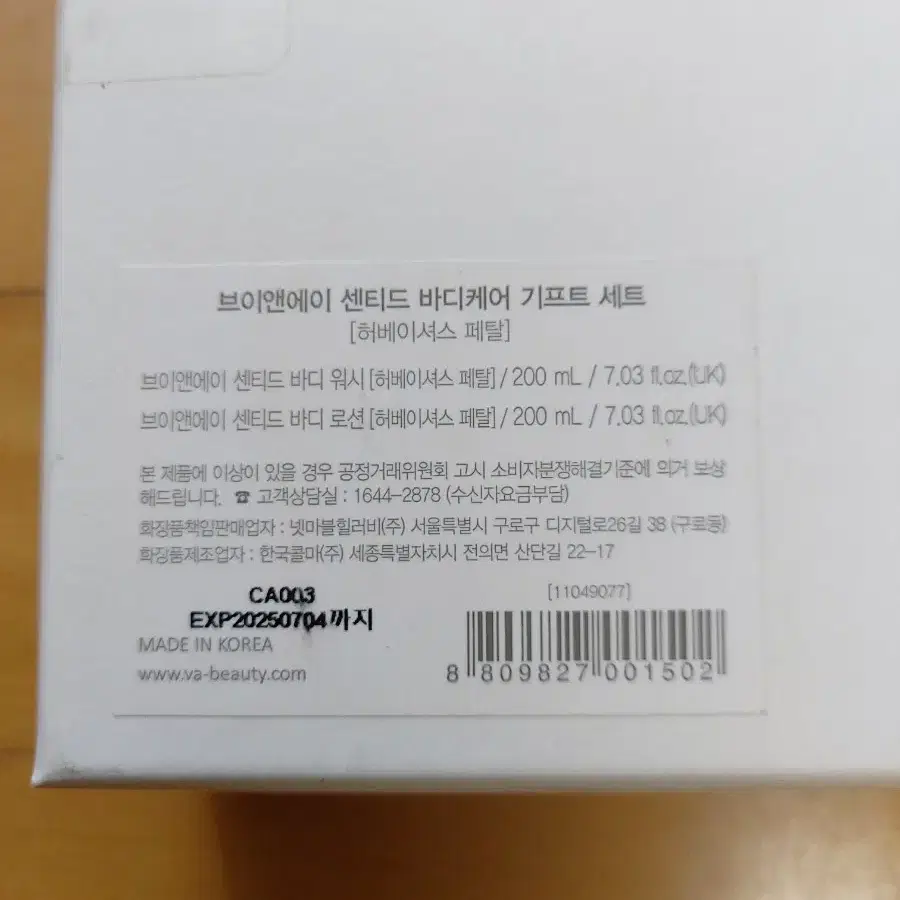 브이앤에이 센티드 바디케어 기프트 세트
[허베이셔스 페탈]
브이앤에이 센티드 바디 워시 [허베이셔스 페탈] / 200 mL / 7.03 fl.oz.(UK)
브이앤에이 센티드 바디 로션 [허베이셔스 페탈] / 200 mL / 7.03 fl.oz.(UK)
본 제품에 이상이 있을 경우 공정거래위원회 고시 소비자분쟁해결기준에 의거 보상
해드립니다. ☎ 고객상담실 : 1644-2878 (수신자요금부담)
화장품책임판매업자 : 넷마블힐러비(주) 서울특별시 구로구 디지털로26길 38 (구로동)
화장품제조업자 : 한국콜마(주) 세종특별자치시 전의면 산단길 22-17
CA003
EXP20250704까지
MADE IN KOREA
www.va-beauty.com
[11049077]
8 809827 001502